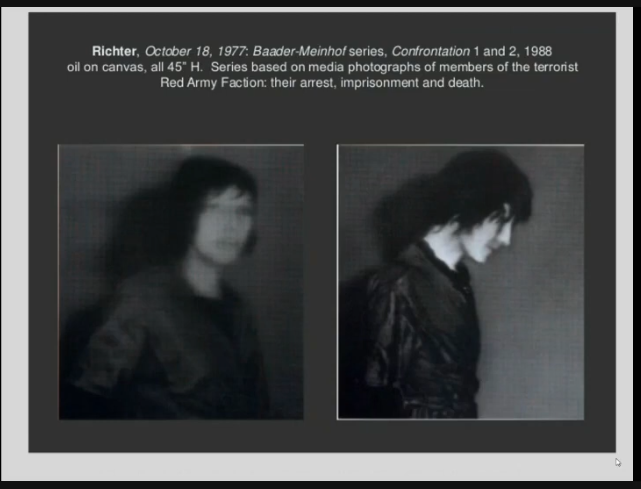 Richter, October 18, 1977: Baader-Meinhof series, Confrontation 1 and 2, 1988
oil on canvas, all 45" H.  Series based on media photographs of members of the terrorist
Red Army Faction: their arrest, imprisonment and death.